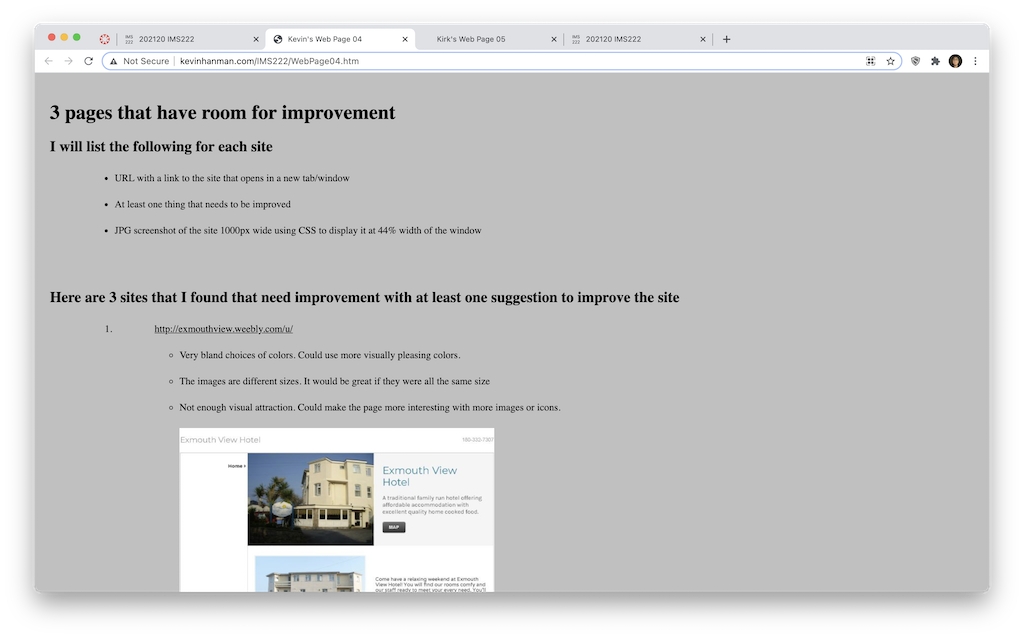 IMS
222
202120 IMS222
Kevin's Web Page 04
Kirk's Web Page 05
IMS
222
202120 IMS222
Not Secure
kevinhanman.com/IMS222/WebPage04.htm
3 pages that have room for improvement
I will list the following for each site
• URL with a link to the site that opens in a new tab/window
• At least one thing that needs to be improved
• JPG screenshot of the site 1000px wide using CSS to display it at 44% width of the window
Here are 3 sites that I found that need improvement with at least one suggestion to improve the site
1. http://exmouthview.weebly.com/u/
○ Very bland choices of colors. Could use more visually pleasing colors.
○ The images are different sizes. It would be great if they were all the same size
○ Not enough visual attraction. Could make the page more interesting with more images or icons.
Exmouth View Hotel
Home
Exmouth View
Hotel
A traditional family run hotel offering
affordable accommodation with
excellent quality home cooked food.
MAP
Come have a relaxing weekend at Exmouth
View Hotel! You will find our rooms comfy and
our staff ready to meet your every need. You'll